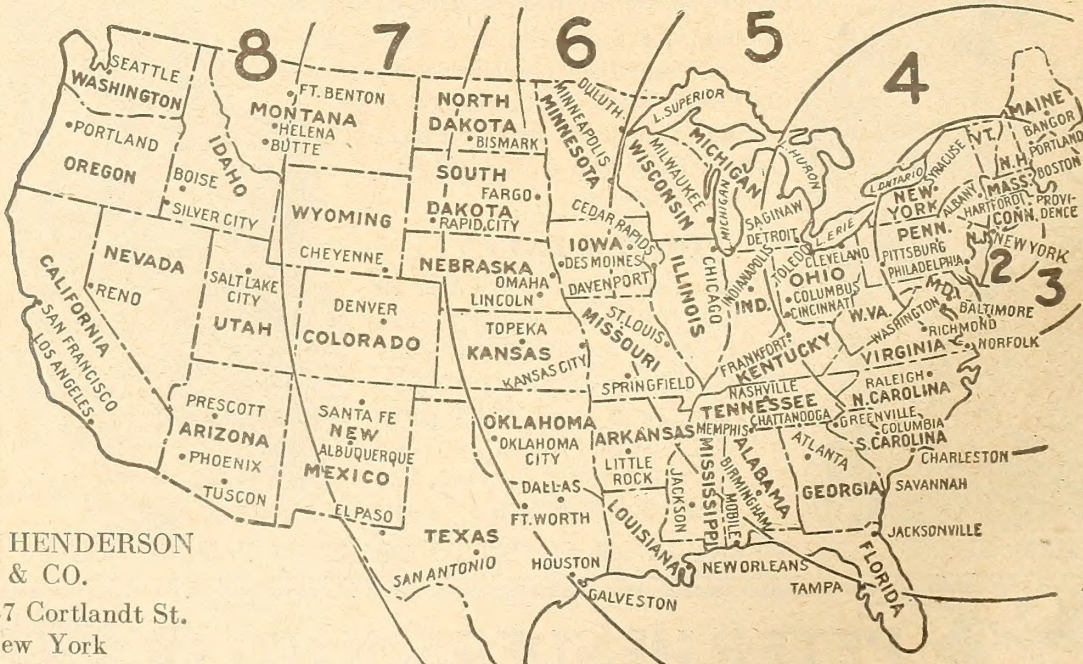 8
7
6
5
4
SEATTLE
WASHINGTON
PORTLAND
OREGON
IDAHO
BOISE
SILVER CITY
FT. BENTON
MONTANA
HELENA
BUTTE
NORTH
DAKOTA
BISMARK
SOUTH
FARGO
DAKOTA
RAPID CITY
DULUTH
MINNEAPOLIS
MINNESOTA
L. SUPERIOR
WISCONSIN
MILWAUKEE
MICHIGAN
L. MICHIGAN
HURON
SAGINAW
DETROIT
L. ERIE
L. ONTARIO
SYRACUSE
NEW
YORK
ALBANY
VT.
N.H.
MAINE
BANGOR
PORTLAND
BOSTON
MASS.
HARTFORD
CONN.
PROVI-
DENCE
N.J.
NEW YORK
2
3
PENN.
PITTSBURG
PHILADELPHIA
WYOMING
CHEYENNE
NEBRASKA
OMAHA
LINCOLN
CEDAR RAPIDS
IOWA
DES MOINES
DAVENPORT
ILLINOIS
CHICAGO
INDIANAPOLIS
IND.
TOLEDO
CLEVELAND
OHIO
COLUMBUS
CINCINNATI
W.VA.
MD.
WASHINGTON
BALTIMORE
RICHMOND
VIRGINIA
NORFOLK
NEVADA
RENO
CALIFORNIA
SAN FRANCISCO
LOS ANGELES
SALT LAKE
CITY
UTAH
DENVER
COLORADO
TOPEKA
KANSAS
KANSAS CITY
ST. LOUIS
MISSOURI
SPRINGFIELD
FRANKFORT
KENTUCKY
NASHVILLE
TENNESSEE
MEMPHIS
CHATTANOOGA
RALEIGH
N. CAROLINA
GREENVILLE
COLUMBIA
S. CAROLINA
CHARLESTON
PRESCOTT
ARIZONA
PHOENIX
TUSCON
SANTA FE
NEW
ALBUQUERQUE
MEXICO
EL PASO
OKLAHOMA
OKLAHOMA
CITY
ARKANSAS
LITTLE
ROCK
MISSISSIPPI
JACKSON
ALABAMA
BIRMINGHAM
MOBILE
ATLANTA
GEORGIA
SAVANNAH
DALLAS
FT. WORTH
TEXAS
SAN ANTONIO
HOUSTON
GALVESTON
LOUISIANA
NEW ORLEANS
JACKSONVILLE
FLORIDA
TAMPA
HENDERSON
& CO.
7 Cortlandt St.
ew York